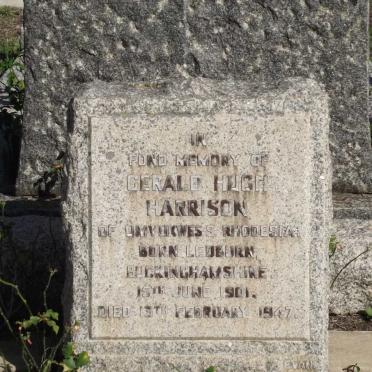 IN
FOND MEMORY OF
GERALD HUGH
HARRISON
OF UMVUKWES S. RHODESIA
BORN LEDBURN,
BUCKINGHAMSHIRE
15TH JUNE 1901.
DIED 13TH FEBRUARY 1947.